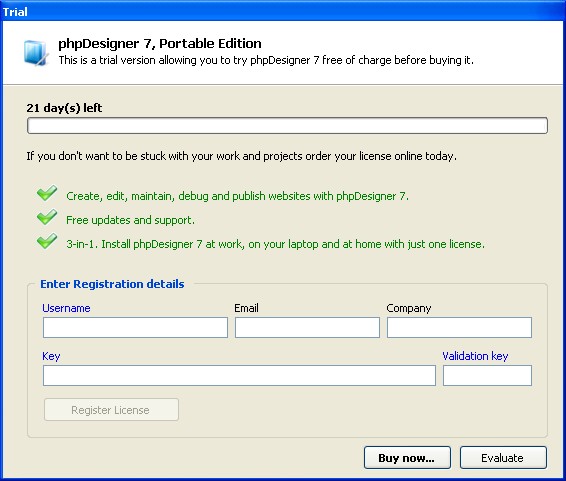 Trial
phpDesigner 7, Portable Edition
This is a trial version allowing you to try phpDesigner 7 free of charge before buying it.
21 day(s) left
If you don't want to be stuck with your work and projects order your license online today.
Create, edit, maintain, debug and publish websites with phpDesigner 7.
Free updates and support.
3-in-1. Install phpDesigner 7 at work, on your laptop and at home with just one license.
Enter Registration details
Username Email Company
Key Validation key
Register License
Buy now... Evaluate